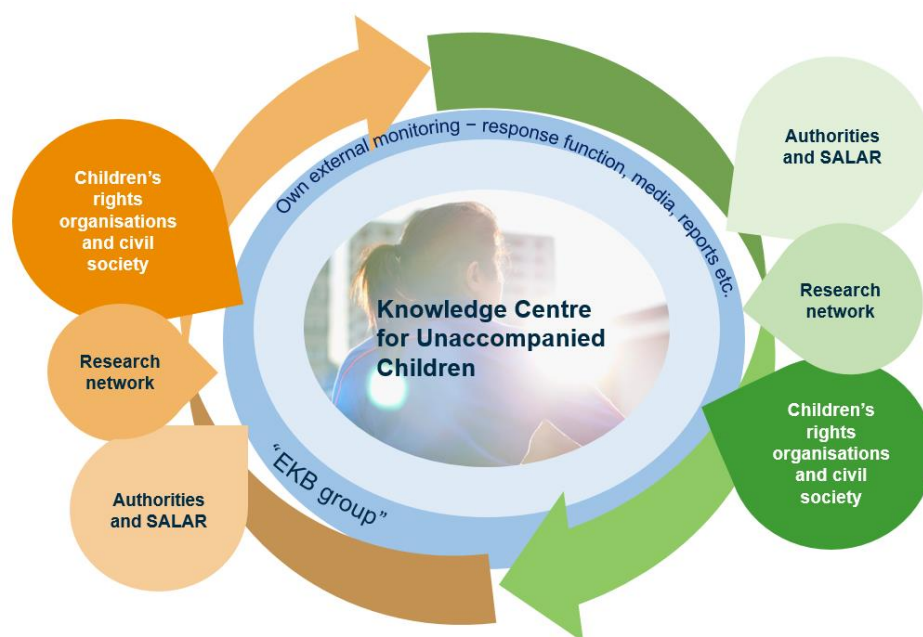 Own external monitoring – response function, media, reports etc.
Children's
rights
organisations
and civil
society
Research
network
Authorities
and SALAR
Knowledge Centre
for Unaccompanied
Children
"EKB group"
Authorities
and SALAR
Research
network
Children's
rights
organisations
and civil
society